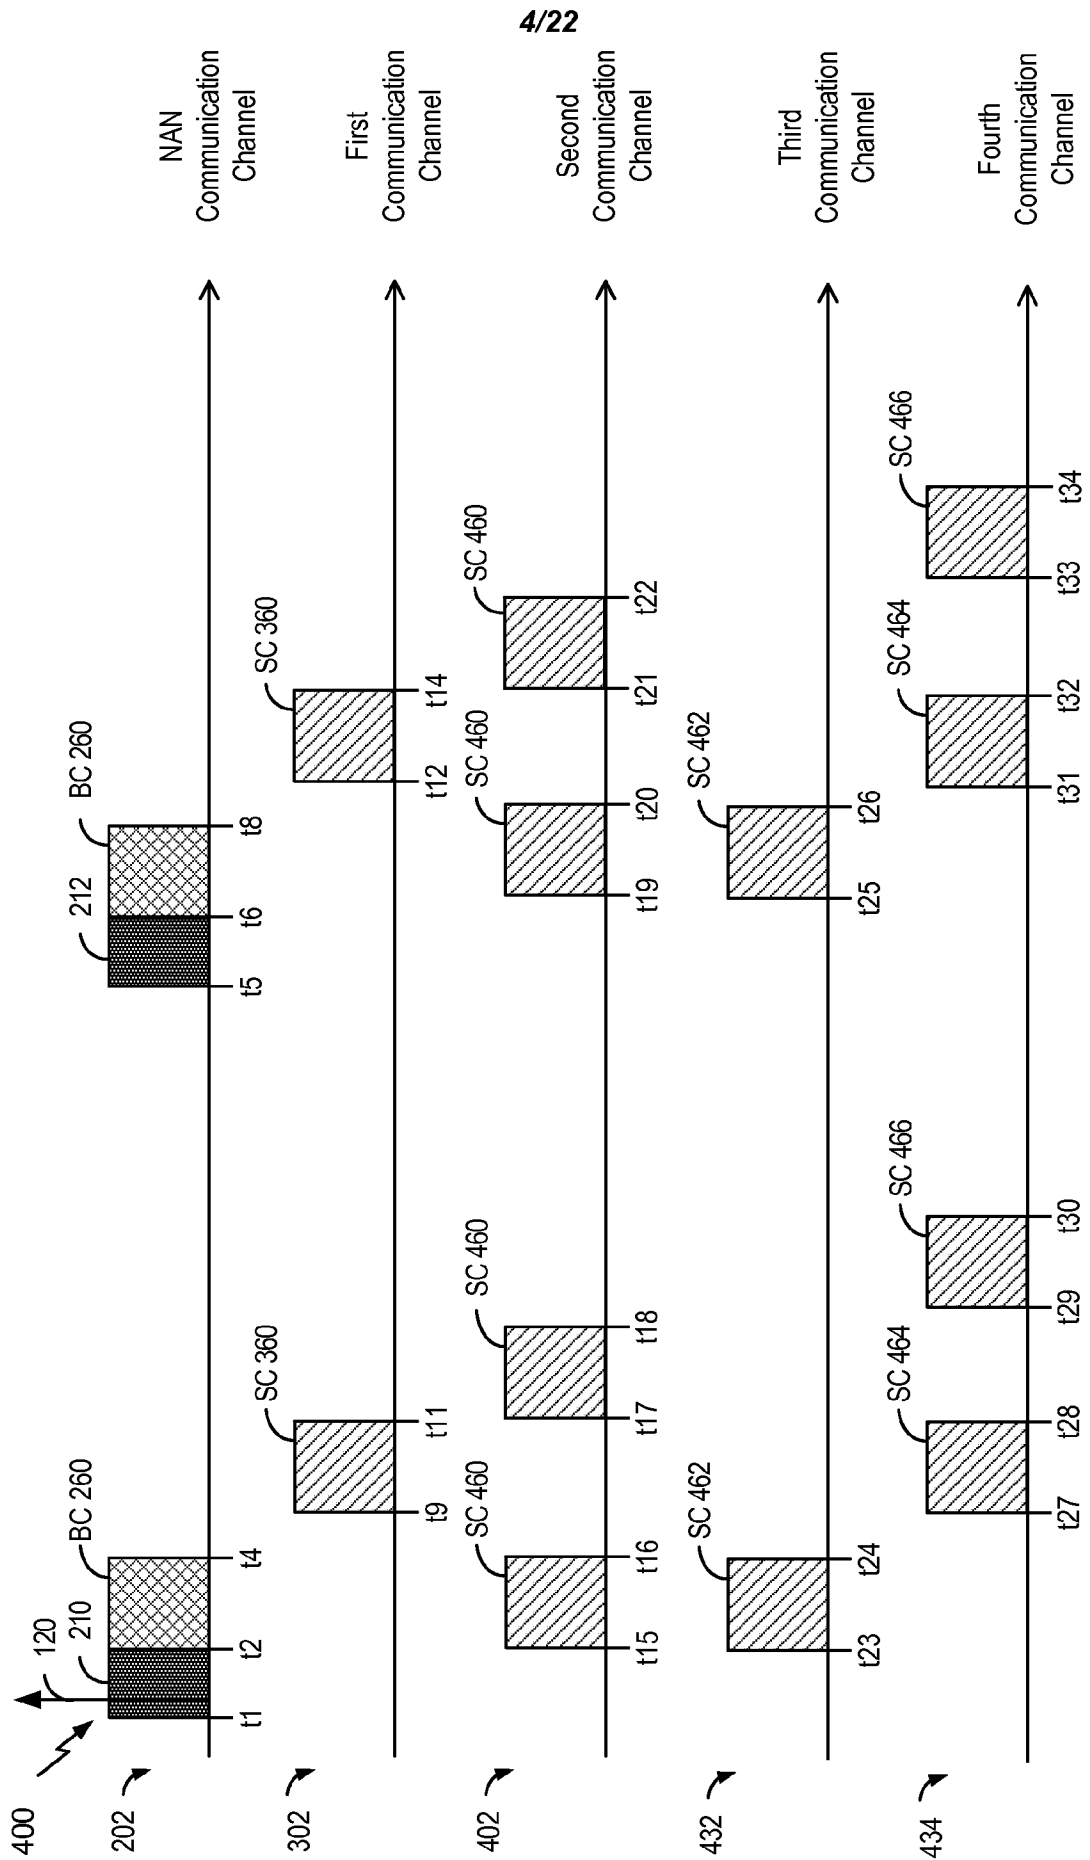 4/22
400
202
120
210
BC 260
212
BC 260
t1
t2
t4
t5
t6
t8
NAN
Communication
Channel
302
SC 360
SC 360
t9
t11
t12
t14
First
Communication
Channel
402
SC 460
SC 460
SC 460
SC 460
t15
t16
t17
t18
t19
t20
t21
t22
Second
Communication
Channel
432
SC 462
SC 462
t23
t24
t25
t26
Third
Communication
Channel
434
SC 464
SC 466
SC 464
SC 466
t27
t28
t29
t30
t31
t32
t33
t34
Fourth
Communication
Channel